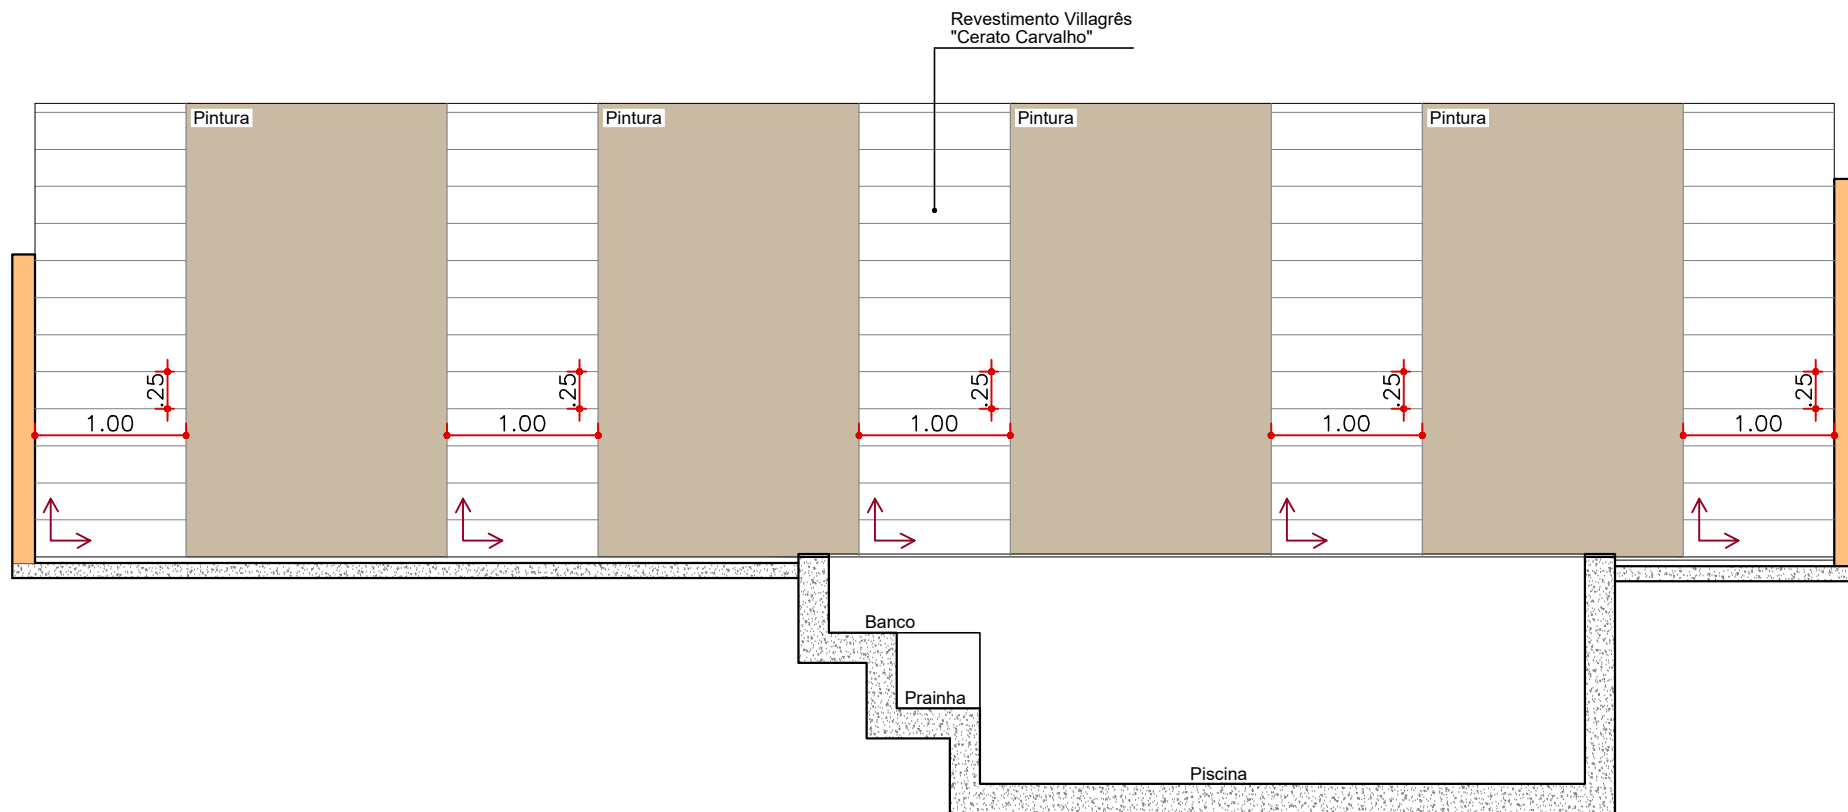 Revestimento Villagrês
"Cerato Carvalho"
Pintura
Pintura
Pintura
Pintura
.25
.25
.25
.25
.25
1.00
1.00
1.00
1.00
1.00
Banco
Prainha
Piscina